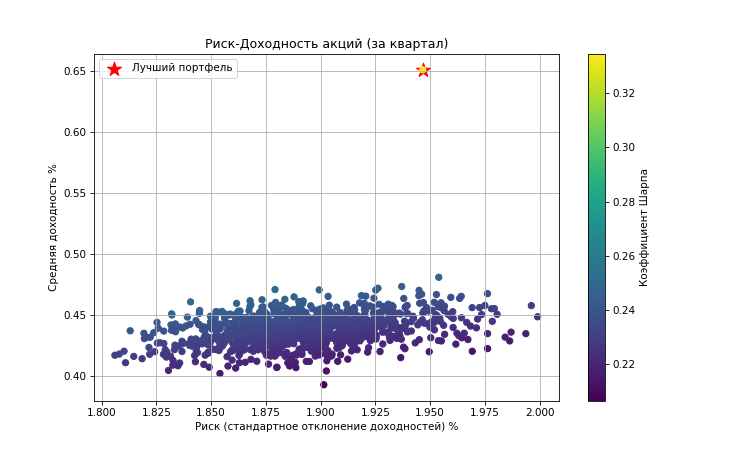 Риск-Доходность акций (за квартал)
Лучший портфель
Средняя доходность %
0.65
0.60
0.55
0.50
0.45
0.40
1.800 1.825 1.850 1.875 1.900 1.925 1.950 1.975 2.000
Риск (стандартное отклонение доходностей) %
0.32
0.30
0.28
0.26
0.24
0.22
Коэффициент Шарпа